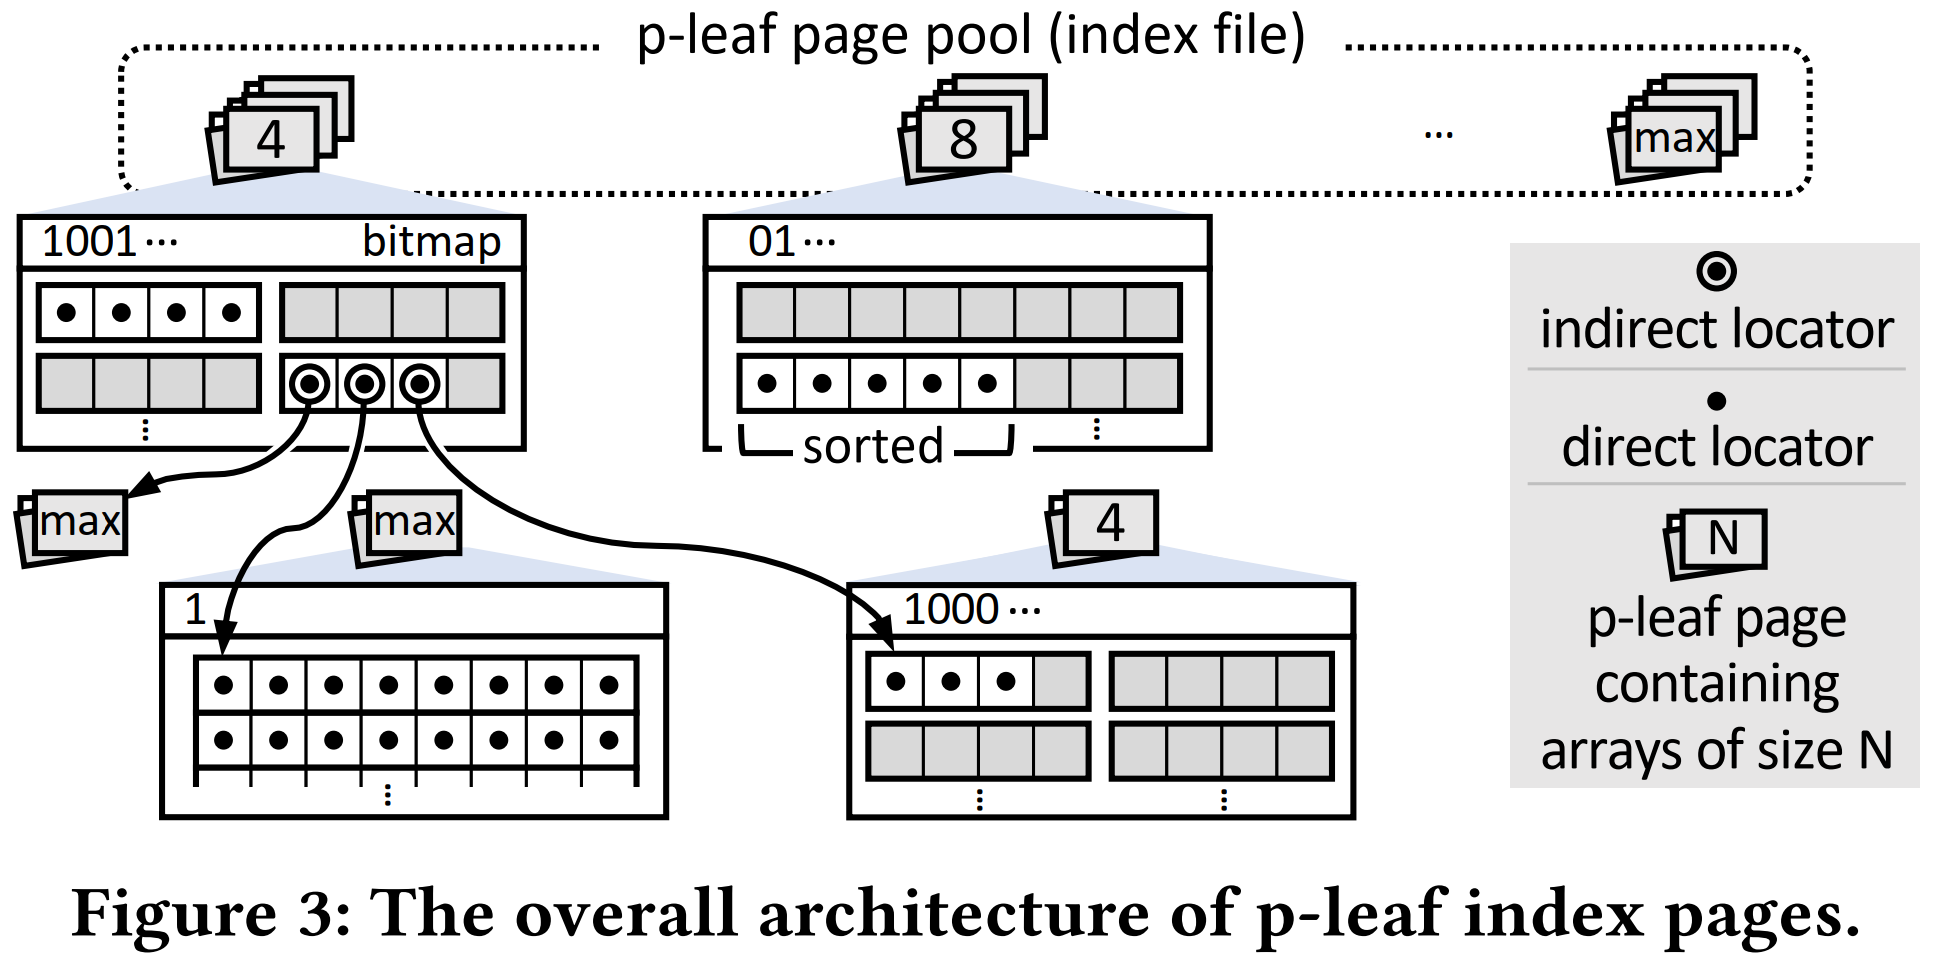 p-leaf page pool (index file)
4
8
...
max
1001... bitmap
01...
indirect locator
direct locator
sorted
max
max
4
N
p-leaf page
containing
arrays of size N
1
1000...
Figure 3: The overall architecture of p-leaf index pages.